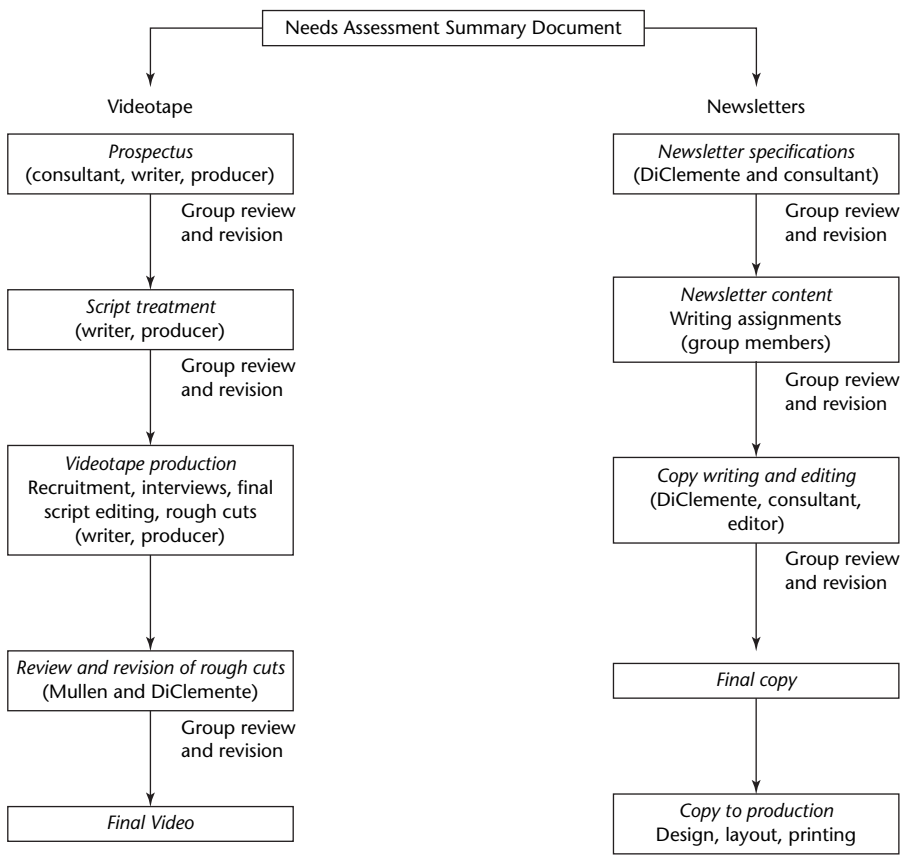 Needs Assessment Summary Document
Videotape
Prospectus
(consultant, writer, producer)
Group review
and revision
Script treatment
(writer, producer)
Group review
and revision
Videotape production
Recruitment, interviews, final
script editing, rough cuts
(writer, producer)
Review and revision of rough cuts
(Mullen and DiClemente)
Group review
and revision
Final Video
Newsletters
Newsletter specifications
(DiClemente and consultant)
Group review
and revision
Newsletter content
Writing assignments
(group members)
Group review
and revision
Copy writing and editing
(DiClemente, consultant,
editor)
Group review
and revision
Final copy
Copy to production
Design, layout, printing